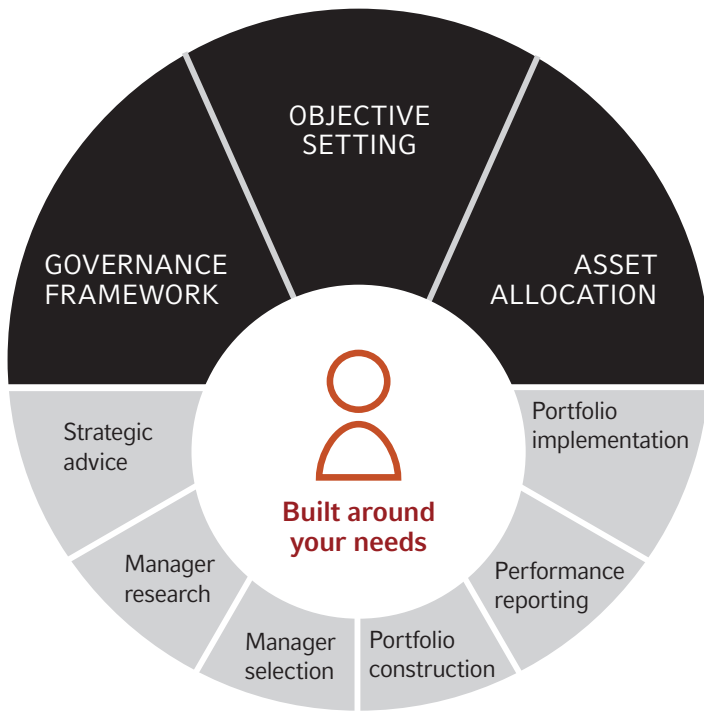 OBJECTIVE
SETTING
GOVERNANCE
FRAMEWORK
ASSET
ALLOCATION
Strategic
advice
Portfolio
implementation
Built around
your needs
Manager
research
Performance
reporting
Manager
selection
Portfolio
construction